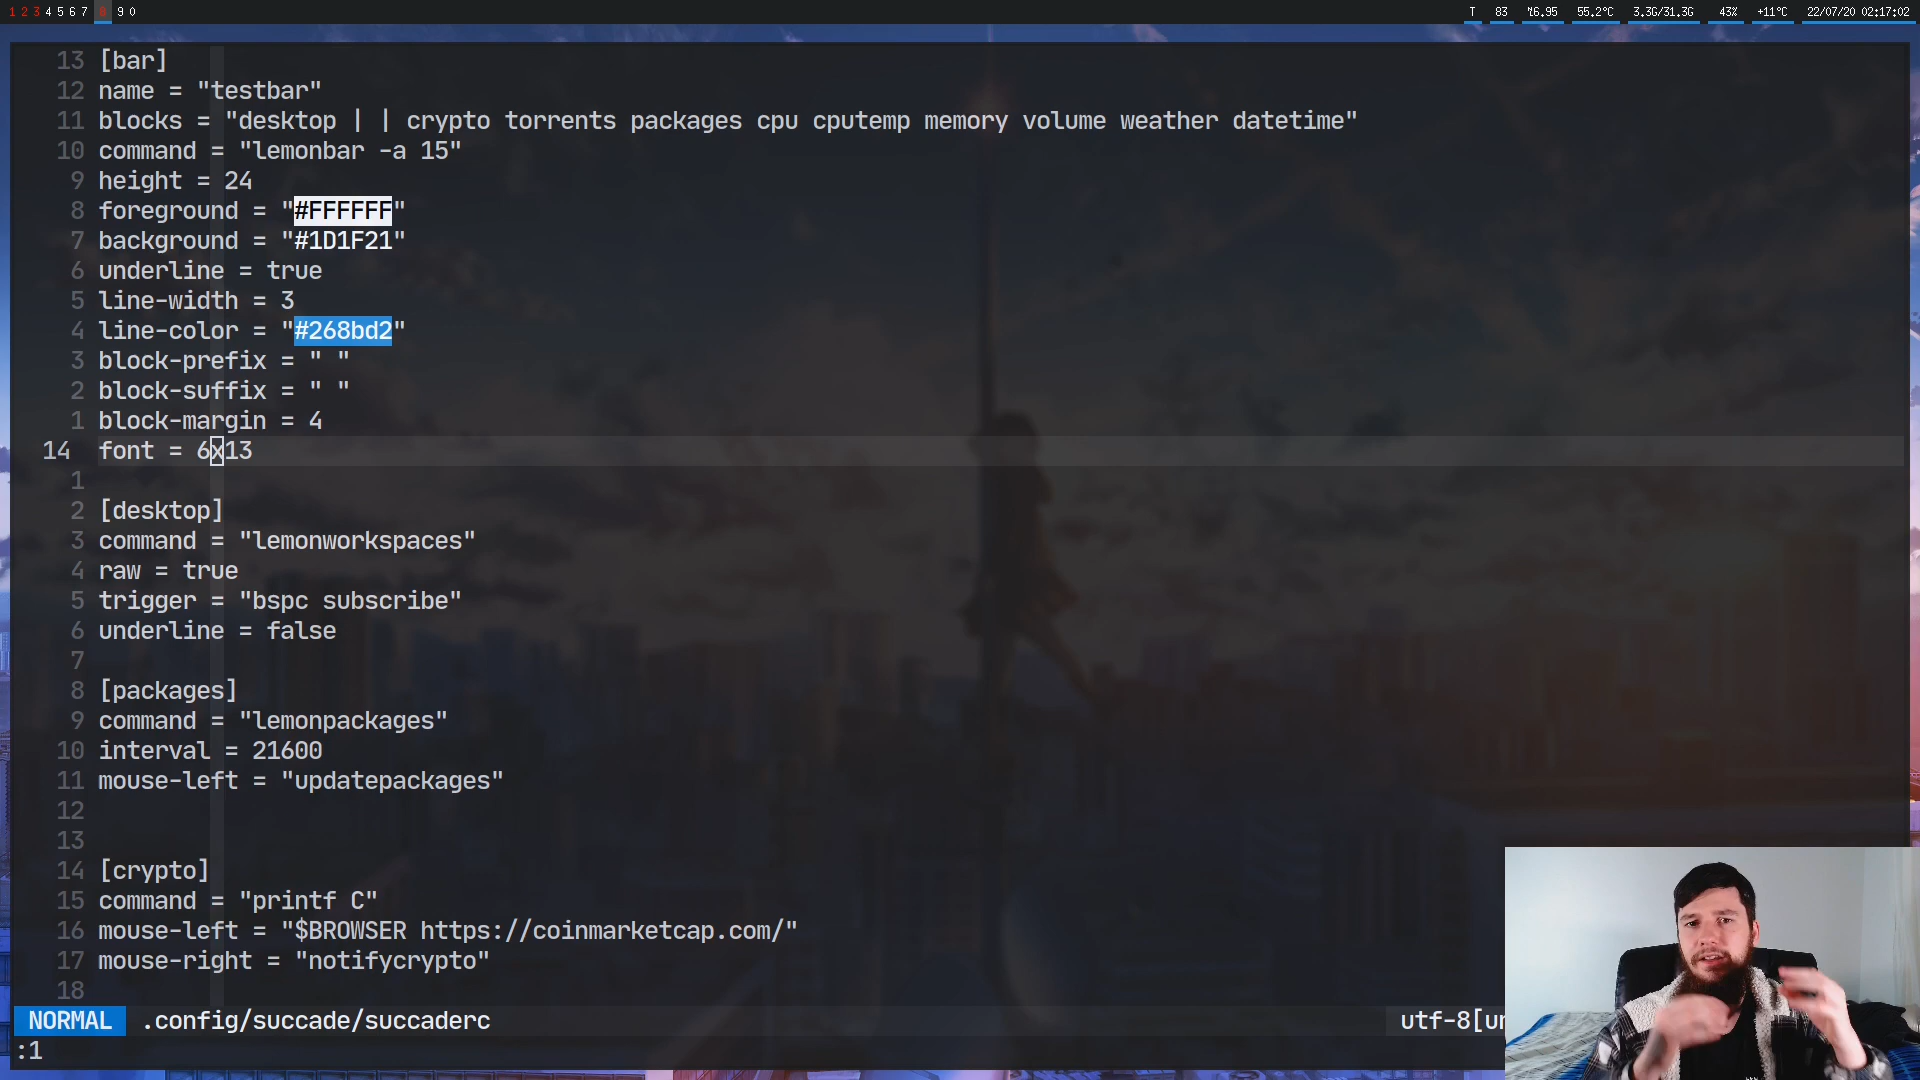 1 2 3 4 5 6 7 8 9 0 T 83 %6.95 55.2°C 3.3G/31.3G 43% +11°C 22/07/20 02:17:02
13 [bar]
12 name = "testbar"
11 blocks = "desktop | | crypto torrents packages cpu cputemp memory volume weather datetime"
10 command = "lemonbar -a 15"
9 height = 24
8 foreground = "#FFFFFF"
7 background = "#1D1F21"
6 underline = true
5 line-width = 3
4 line-color = "#268bd2"
3 block-prefix = " "
2 block-suffix = " "
1 block-margin = 4
14 font = 6x13
1
2 [desktop]
3 command = "lemonworkspaces"
4 raw = true
5 trigger = "bspc subscribe"
6 underline = false
7
8 [packages]
9 command = "lemonpackages"
10 interval = 21600
11 mouse-left = "updatepackages"
12
13
14 [crypto]
15 command = "printf C"
16 mouse-left = "$BROWSER https://coinmarketcap.com/"
17 mouse-right = "notifycrypto"
18
NORMAL .config/succade/succaderc utf-8[un
:1